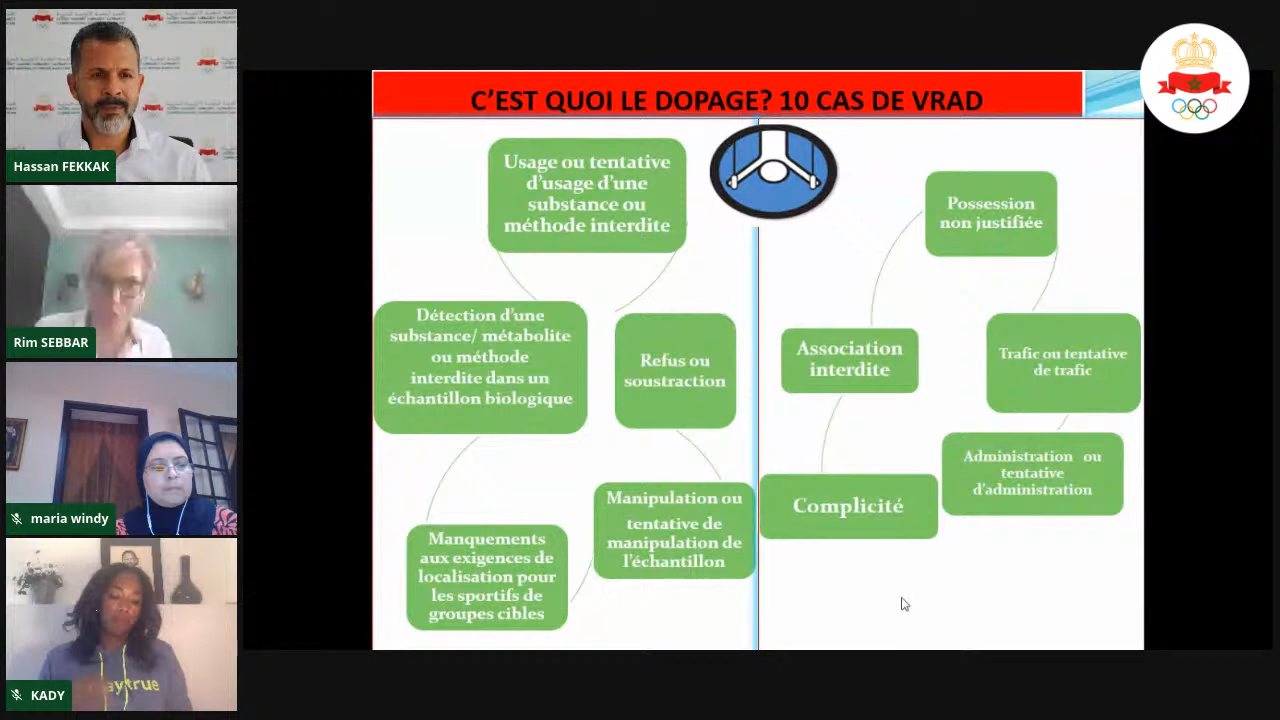 C’EST QUOI LE DOPAGE? 10 CAS DE VRAD
Usage ou tentative
d’usage d’une
substance ou
méthode interdite
Détection d’une
substance/ métabolite
ou méthode
interdite dans un
échantillon biologique
Refus ou
soustraction
Manipulation ou
tentative de
manipulation de
l’échantillon
Manquements
aux exigences de
localisation pour
les sportifs de
groupes cibles
Possession
non justifiée
Association
interdite
Trafic ou tentative
de trafic
Complicité
Administration ou
tentative
d’administration
Hassan FEKKAK
Rim SEBBAR
maria windy
KADY